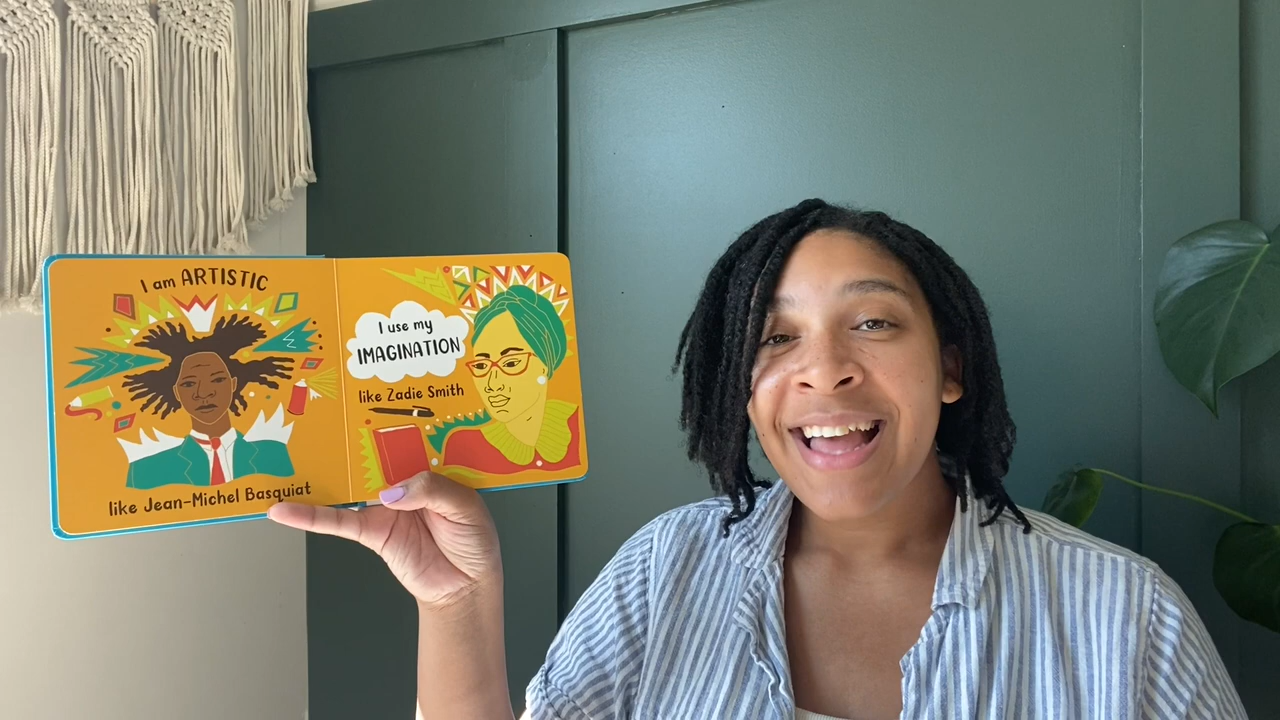 I am ARTISTIC
like Jean-Michel Basquiat
I use my
IMAGINATION
like Zadie Smith